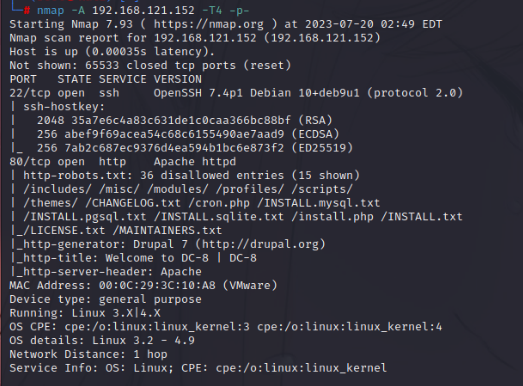 └─# nmap -A 192.168.121.152 -T4 -p-
Starting Nmap 7.93 ( https://nmap.org ) at 2023-07-20 02:49 EDT
Nmap scan report for 192.168.121.152 (192.168.121.152)
Host is up (0.00035s latency).
Not shown: 65533 closed tcp ports (reset)
PORT   STATE SERVICE VERSION
22/tcp open  ssh     OpenSSH 7.4p1 Debian 10+deb9u1 (protocol 2.0)
| ssh-hostkey:
|   2048 35a7e6c4a83c631de1c0caa366bc88bf (RSA)
|   256 abef9f69acea54c68c6155490ae7aad9 (ECDSA)
|_  256 7ab2c687ec9376d4ea594b1bc6e873f2 (ED25519)
80/tcp open  http    Apache httpd
| http-robots.txt: 36 disallowed entries (15 shown)
| /includes/ /misc/ /modules/ /profiles/ /scripts/
| /themes/ /CHANGELOG.txt /cron.php /INSTALL.mysql.txt
| /INSTALL.pgsql.txt /INSTALL.sqlite.txt /install.php /INSTALL.txt
|_/LICENSE.txt /MAINTAINERS.txt
|_http-generator: Drupal 7 (http://drupal.org)
|_http-title: Welcome to DC-8 | DC-8
|_http-server-header: Apache
MAC Address: 00:0C:29:3C:10:A8 (VMware)
Device type: general purpose
Running: Linux 3.X|4.X
OS CPE: cpe:/o:linux:linux_kernel:3 cpe:/o:linux:linux_kernel:4
OS details: Linux 3.2 - 4.9
Network Distance: 1 hop
Service Info: OS: Linux; CPE: cpe:/o:linux:linux_kernel